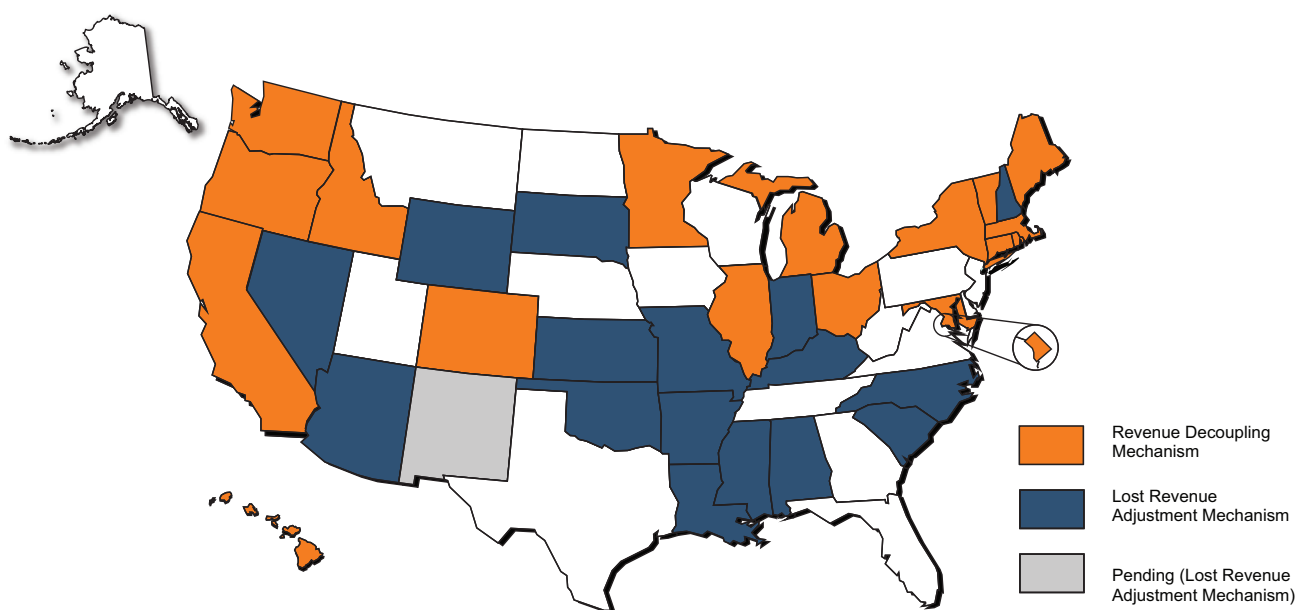 Revenue Decoupling
Mechanism
Lost Revenue
Adjustment Mechanism
Pending (Lost Revenue
Adjustment Mechanism)